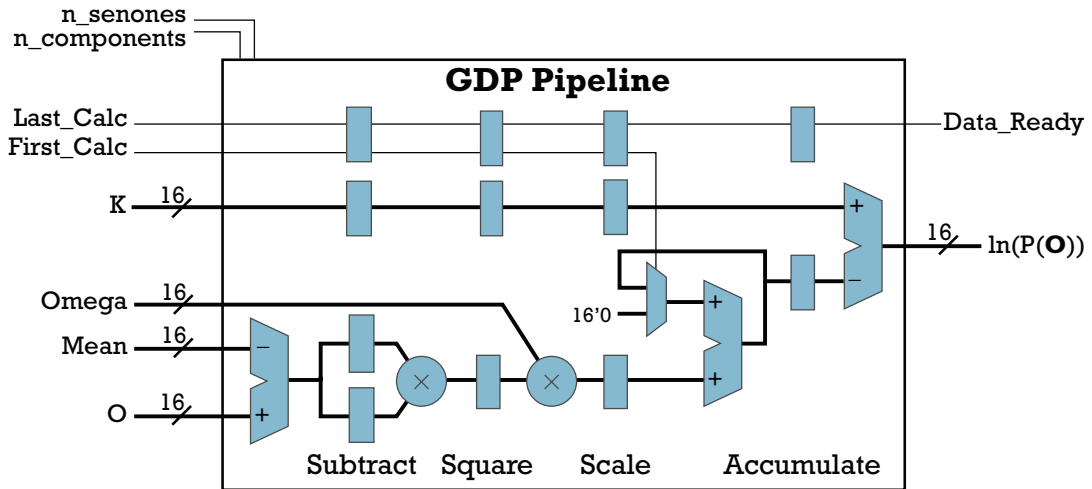 n_senones
n_components
GDP Pipeline
Last_Calc
Data_Ready
First_Calc
K
16
+
16
ln(P(O))
−
Omega
16
16'0
+
Mean
16
−
×
×
+
O
16
+
Subtract
Square
Scale
Accumulate